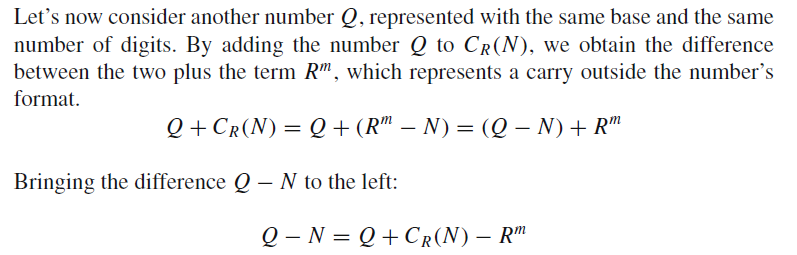 Let's now consider another number Q, represented with the same base and the same
number of digits. By adding the number Q to C_R(N), we obtain the difference
between the two plus the term R^m, which represents a carry outside the number's
format.
Q + C_R(N) = Q + (R^m − N) = (Q − N) + R^m
Bringing the difference Q − N to the left:
Q − N = Q + C_R(N) − R^m